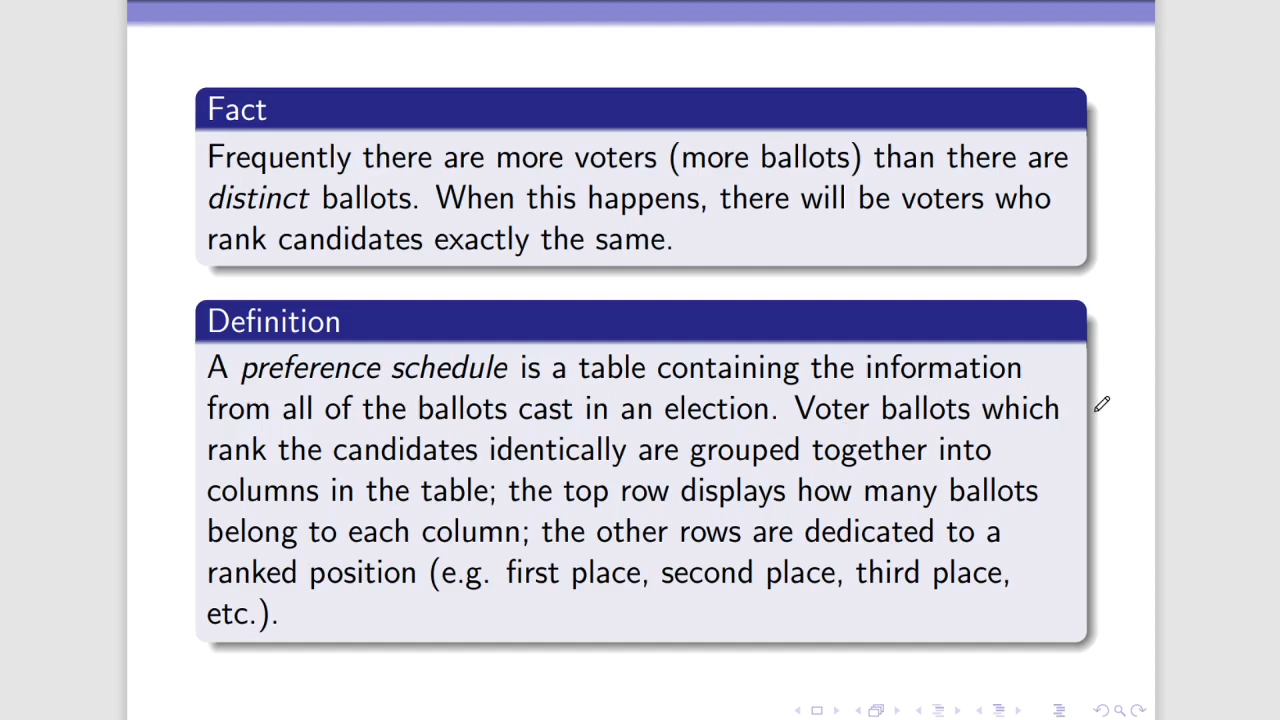 Fact
Frequently there are more voters (more ballots) than there are
distinct ballots. When this happens, there will be voters who
rank candidates exactly the same.
Definition
A preference schedule is a table containing the information
from all of the ballots cast in an election. Voter ballots which
rank the candidates identically are grouped together into
columns in the table; the top row displays how many ballots
belong to each column; the other rows are dedicated to a
ranked position (e.g. first place, second place, third place,
etc.).